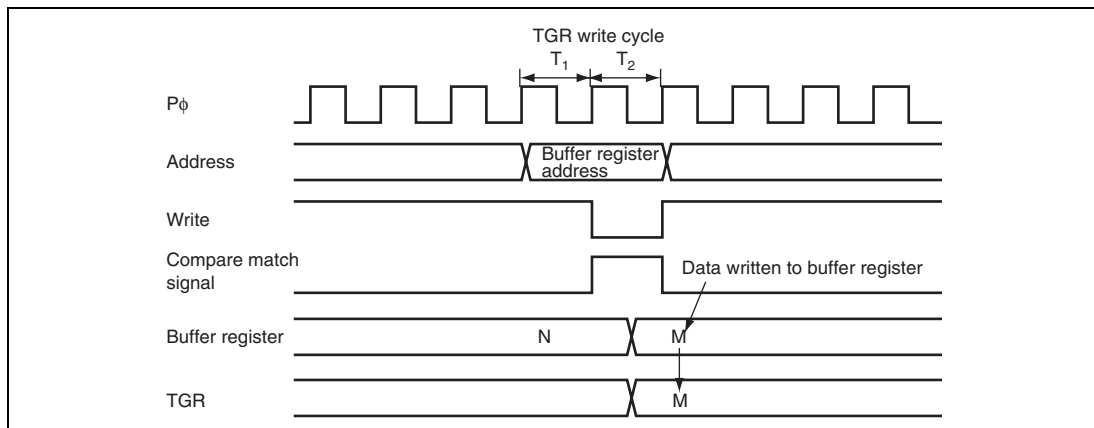 TGR write cycle
T1 T2
Pϕ
Address
Buffer register
address
Write
Compare match
signal
Data written to buffer register
Buffer register
N
M
TGR
M